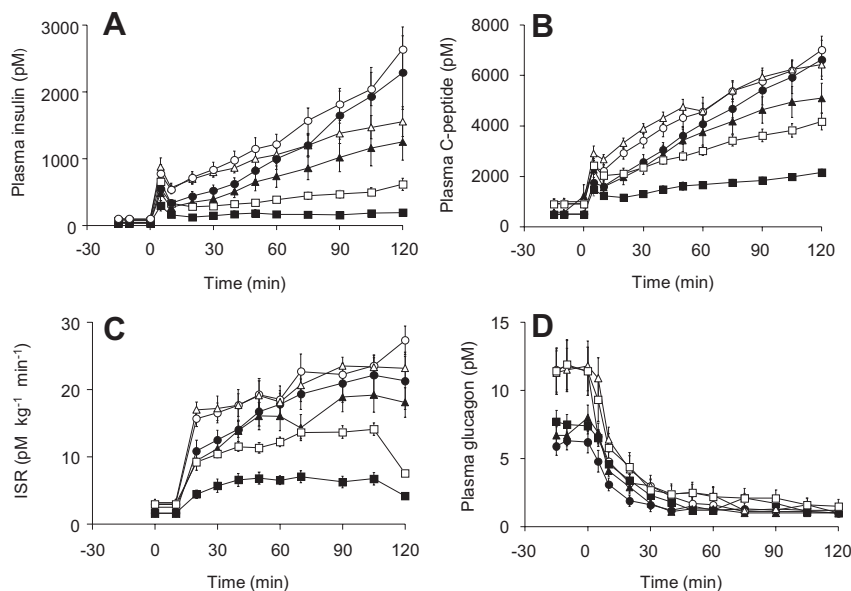 A
Plasma insulin (pM)
3000
2000
1000
0
-30 0 30 60 90 120
Time (min)
B
Plasma C-peptide (pM)
8000
6000
4000
2000
0
-30 0 30 60 90 120
Time (min)
C
ISR (pM kg⁻¹ min⁻¹)
30
20
10
0
-30 0 30 60 90 120
Time (min)
D
Plasma glucagon (pM)
15
10
5
0
-30 0 30 60 90 120
Time (min)